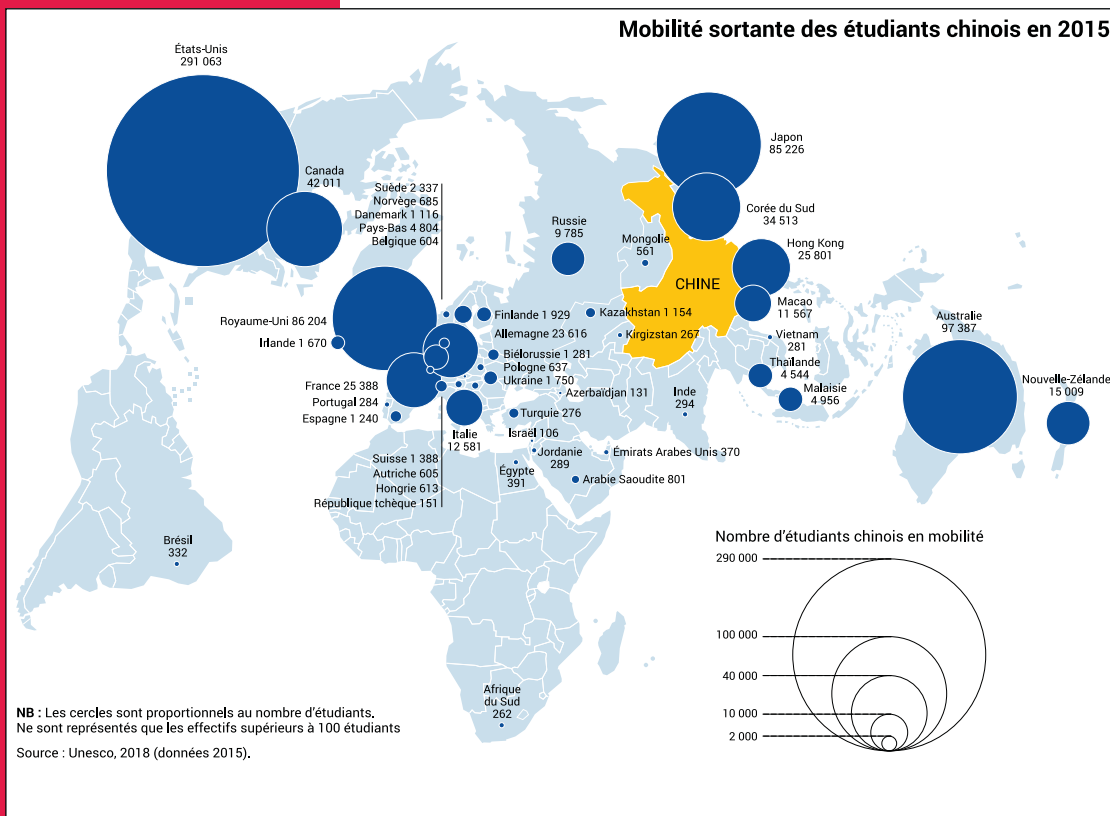 Mobilité sortante des étudiants chinois en 2015
États-Unis
291 063
Canada
42 011
Suède 2 337
Norvège 685
Danemark 1 116
Pays-Bas 4 804
Belgique 604
Russie
9 785
Mongolie
561
Japon
85 226
Corée du Sud
34 513
Hong Kong
25 801
CHINE
Macao
11 567
Royaume-Uni 86 204
Irlande 1 670
Finlande 1 929
Allemagne 23 616
Kazakhstan 1 154
Kirgizstan 267
Vietnam
281
Australie
97 387
Biélorussie 1 281
Pologne 637
Ukraine 1 750
Thaïlande
4 544
Malaisie
4 956
Nouvelle-Zélande
15 009
France 25 388
Portugal 284
Espagne 1 240
Azerbaïdjan 131
Inde
294
Turquie 276
Italie
12 581
Israël 106
Jordanie
289
Émirats Arabes Unis 370
Suisse 1 388
Autriche 605
Hongrie 613
République tchèque 151
Égypte
391
Arabie Saoudite 801
Brésil
332
Afrique
du Sud
262
Nombre d'étudiants chinois en mobilité
290 000
100 000
40 000
10 000
2 000
NB : Les cercles sont proportionnels au nombre d'étudiants.
Ne sont représentés que les effectifs supérieurs à 100 étudiants
Source : Unesco, 2018 (données 2015).